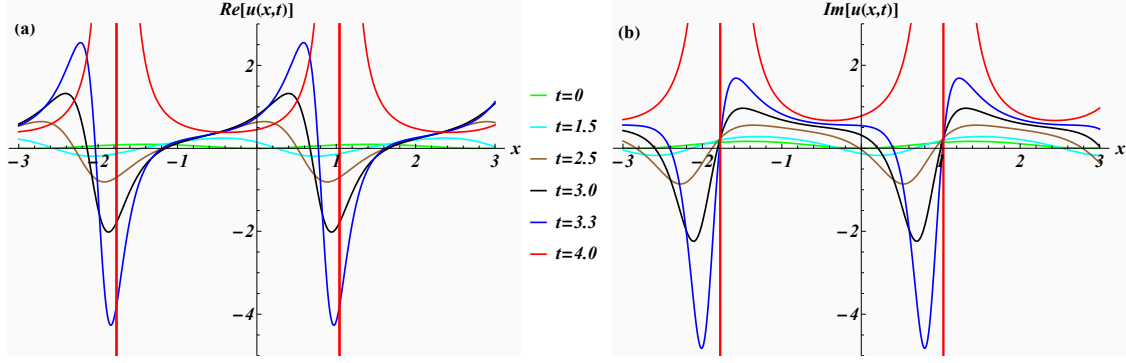 (a)
Re[u(x,t)]
2
-3
-2
-1
1
2
3
x
-2
-4
t=0
t=1.5
t=2.5
t=3.0
t=3.3
t=4.0
(b)
Im[u(x,t)]
2
-3
-2
-1
1
2
3
x
-2
-4